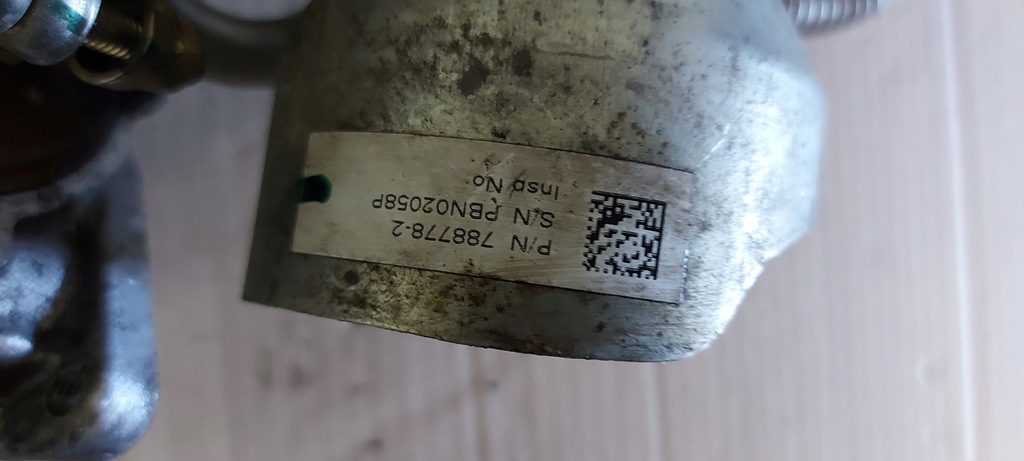 P/N 788778-2
S/N PBN02058P
Insp No